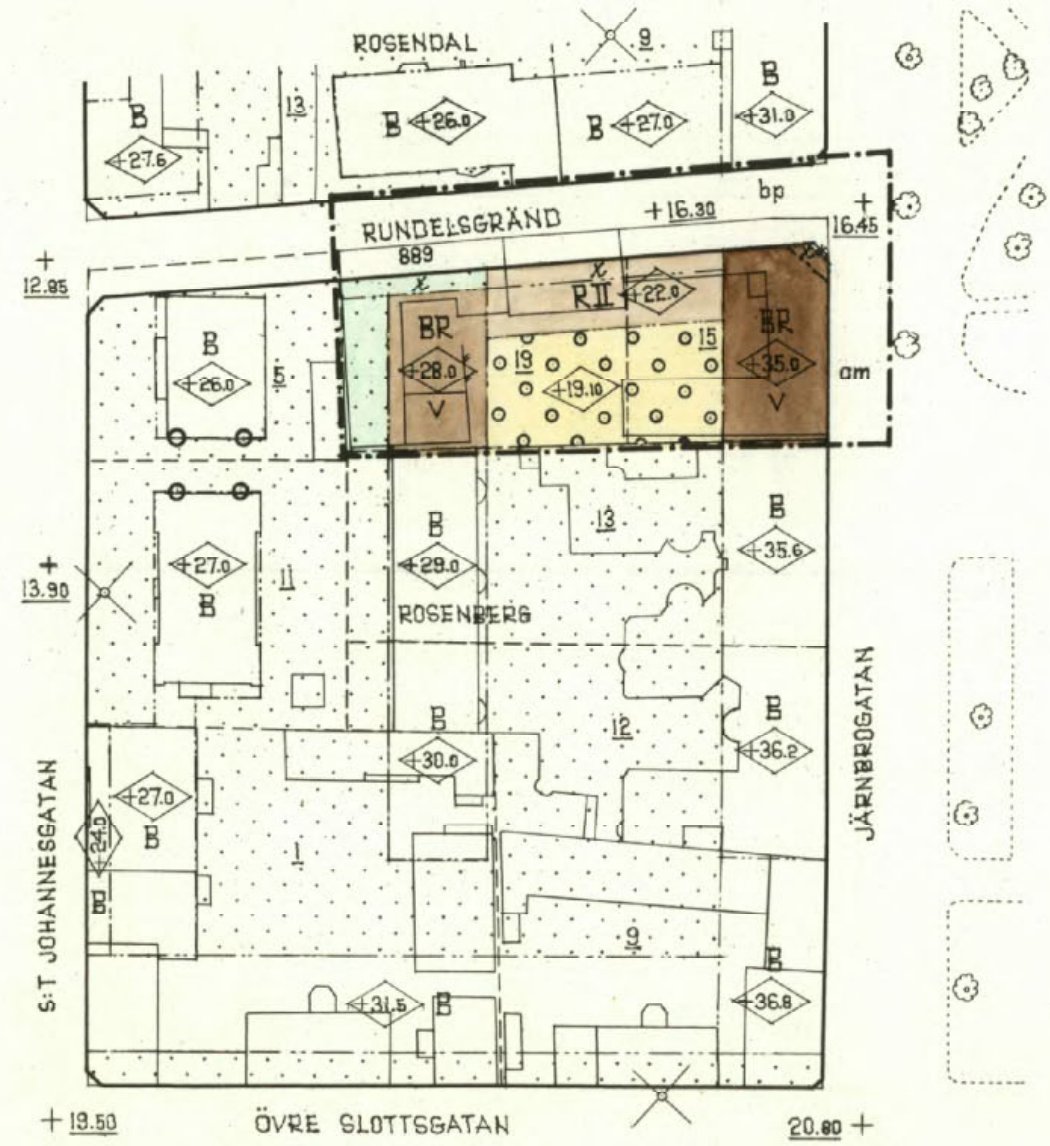 ROSENDAL
9
B
13
B
+26.0
B
+27.0
B
+31.0
+27.6
bp
RUNDELSGRÄND
+16.30
+
16.45
889
+
12.85
x
x
x
RII
+22.0
B
BR
BR
19
15
+26.0
5
+28.0
+19.10
+35.0
am
V
V
B
13
B
+35.6
+27.0
11
+29.0
+
13.90
B
ROSENBERG
JÄRNBROGATAN
B
B
12
+30.0
+36.2
+27.0
+24.0
B
1
B
9
B
S:T JOHANNESGATAN
+31.5
B
+36.8
+ 19.50
ÖVRE SLOTTSGATAN
20.80 +